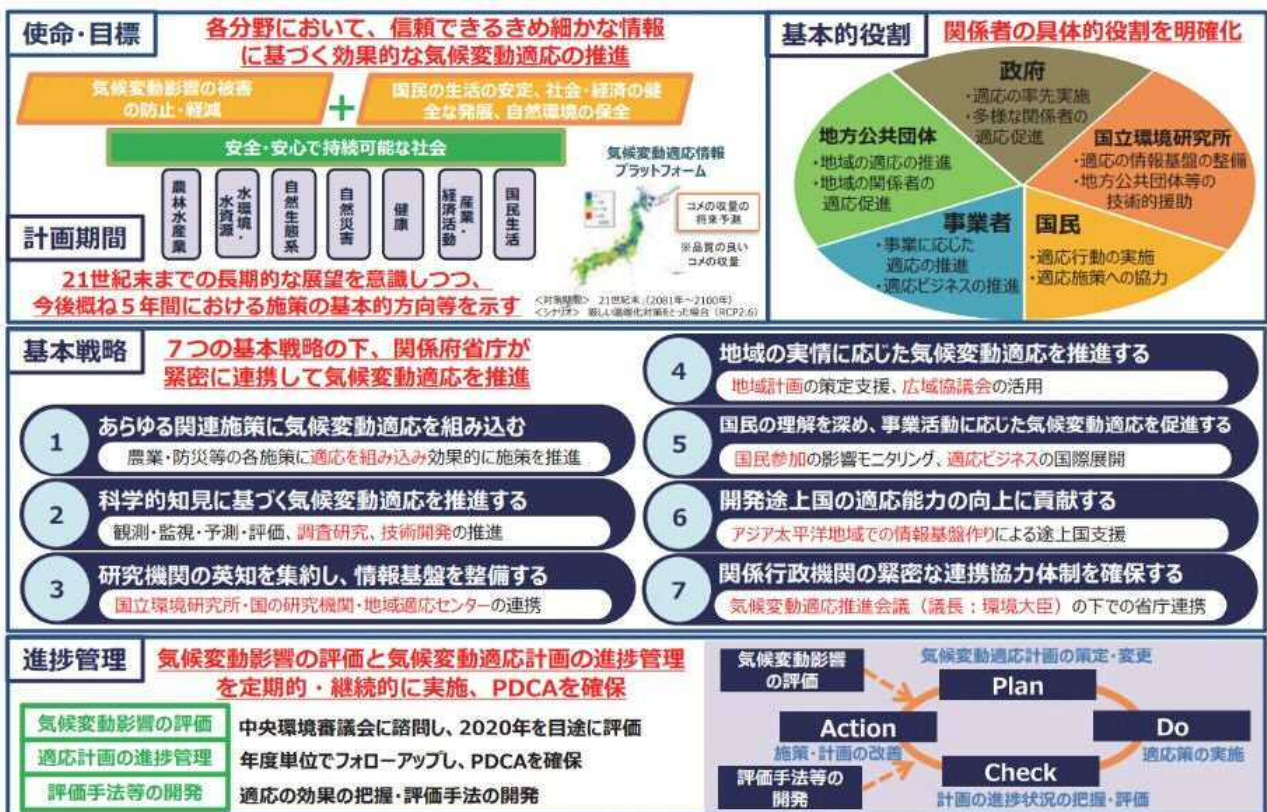 使命・目標
各分野において、信頼できるきめ細かな情報
に基づく効果的な気候変動適応の推進
気候変動影響の被害
の防止・軽減
+
国民の生活の安定、社会・経済の健
全な発展、自然環境の保全
安全・安心で持続可能な社会
農林水産業
水環境・
水資源
自然生態系
自然災害
健康
産業・
経済活動
国民生活
気候変動適応情報
プラットフォーム
コメの収量の
将来予測
※品質の良い
コメの収量
<対象期間> 21世紀末(2081年~2100年)
<シナリオ> 厳しい温暖化対策をとった場合(RCP2.6)
計画期間
21世紀末までの長期的な展望を意識しつつ、
今後概ね5年間における施策の基本的方向等を示す
基本的役割
関係者の具体的役割を明確化
政府
・適応の率先実施
・多様な関係者の
適応促進
地方公共団体
・地域の適応の推進
・地域の関係者の
適応促進
国立環境研究所
・適応の情報基盤の整備
・地方公共団体等の
技術的援助
事業者
・事業に応じた
適応の推進
・適応ビジネスの推進
国民
・適応行動の実施
・適応施策への協力
基本戦略
7つの基本戦略の下、関係府省庁が
緊密に連携して気候変動適応を推進
1
あらゆる関連施策に気候変動適応を組み込む
農業・防災等の各施策に適応を組み込み効果的に施策を推進
2
科学的知見に基づく気候変動適応を推進する
観測・監視・予測・評価、調査研究、技術開発の推進
3
研究機関の英知を集約し、情報基盤を整備する
国立環境研究所・国の研究機関・地域適応センターの連携
4
地域の実情に応じた気候変動適応を推進する
地域計画の策定支援、広域協議会の活用
5
国民の理解を深め、事業活動に応じた気候変動適応を促進する
国民参加の影響モニタリング、適応ビジネスの国際展開
6
開発途上国の適応能力の向上に貢献する
アジア太平洋地域での情報基盤作りによる途上国支援
7
関係行政機関の緊密な連携協力体制を確保する
気候変動適応推進会議(議長:環境大臣)の下での省庁連携
進捗管理
気候変動影響の評価と気候変動適応計画の進捗管理
を定期的・継続的に実施、PDCAを確保
気候変動影響の評価
中央環境審議会に諮問し、2020年を目途に評価
適応計画の進捗管理
年度単位でフォローアップし、PDCAを確保
評価手法等の開発
適応の効果の把握・評価手法の開発
気候変動影響
の評価
気候変動適応計画の策定・変更
Plan
Action
施策・計画の改善
Do
適応策の実施
評価手法等の
開発
Check
計画の進捗状況の把握・評価